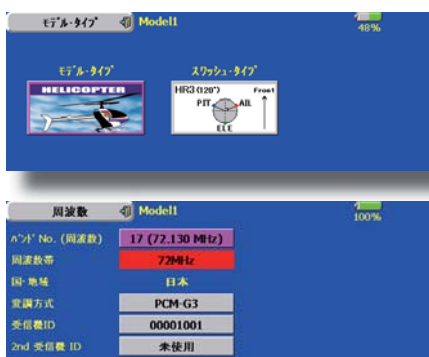 モデル・タイプ Model1 48%
モデル・タイプ スワッシュ・タイプ
HELICOPTER
HR3(120°) Front
PIT AIL
ELE
周波数 Model1 100%
バンド No. (周波数) 17 (72.130 MHz)
周波数帯 72MHz
国・地域 日本
変調方式 PCM-G3
受信機ID 00001001
2nd 受信機 ID 未使用